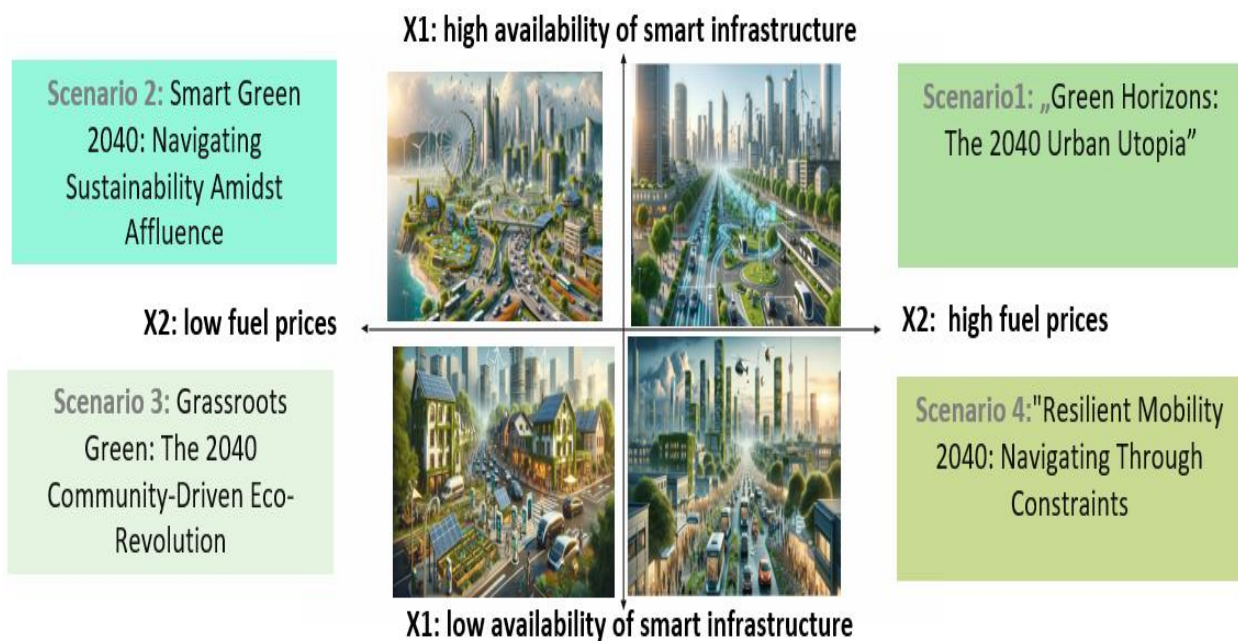 X1: high availability of smart infrastructure
Scenario 2: Smart Green
2040: Navigating
Sustainability Amidst
Affluence
Scenario1: „Green Horizons:
The 2040 Urban Utopia”
X2: low fuel prices
X2: high fuel prices
Scenario 3: Grassroots
Green: The 2040
Community-Driven Eco-
Revolution
Scenario 4:"Resilient Mobility
2040: Navigating Through
Constraints
X1: low availability of smart infrastructure